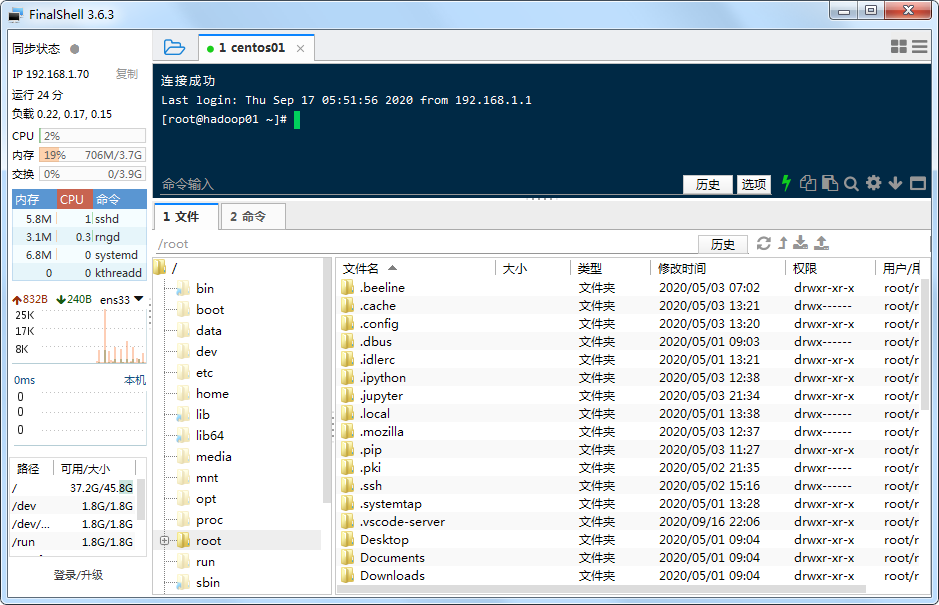 FinalShell 3.6.3
同步状态
IP 192.168.1.70 复制
运行 24 分
负载 0.22, 0.17, 0.15
CPU 2%
内存 19% 706M/3.7G
交换 0% 0/3.9G
内存 CPU 命令
5.8M 1 sshd
3.1M 0.3 rngd
6.8M 0 systemd
0 0 kthreadd
832B 240B ens33
25K
17K
8K
0ms 本机
0
0
0
路径 可用/大小
/ 37.2G/45.8G
/dev 1.8G/1.8G
/dev/... 1.8G/1.8G
/run 1.8G/1.8G
登录/升级
1 centos01
连接成功
Last login: Thu Sep 17 05:51:56 2020 from 192.168.1.1
[root@hadoop01 ~]#
命令输入 历史 选项
1 文件 2 命令
/root 历史
/
bin
boot
data
dev
etc
home
lib
lib64
media
mnt
opt
proc
root
run
sbin
文件名 大小 类型 修改时间 权限 用户/用
.beeline 文件夹 2020/05/03 07:02 drwxr-xr-x root/r
.cache 文件夹 2020/05/03 13:21 drwx------ root/r
.config 文件夹 2020/05/03 13:20 drwxr-xr-x root/r
.dbus 文件夹 2020/05/01 09:03 drwx------ root/r
.idlerc 文件夹 2020/05/01 13:21 drwxr-xr-x root/r
.ipython 文件夹 2020/05/03 12:38 drwxr-xr-x root/r
.jupyter 文件夹 2020/05/03 21:34 drwxr-xr-x root/r
.local 文件夹 2020/05/01 13:38 drwx------ root/r
.mozilla 文件夹 2020/05/03 12:37 drwx------ root/r
.pip 文件夹 2020/05/03 11:27 drwxr-xr-x root/r
.pki 文件夹 2020/05/02 21:35 drwxr----- root/r
.ssh 文件夹 2020/05/02 15:16 drwx------ root/r
.systemtap 文件夹 2020/05/01 13:28 drwxr-xr-x root/r
.vscode-server 文件夹 2020/09/16 22:06 drwxr-xr-x root/r
Desktop 文件夹 2020/05/01 09:04 drwxr-xr-x root/r
Documents 文件夹 2020/05/01 09:04 drwxr-xr-x root/r
Downloads 文件夹 2020/05/01 09:04 drwxr-xr-x root/r